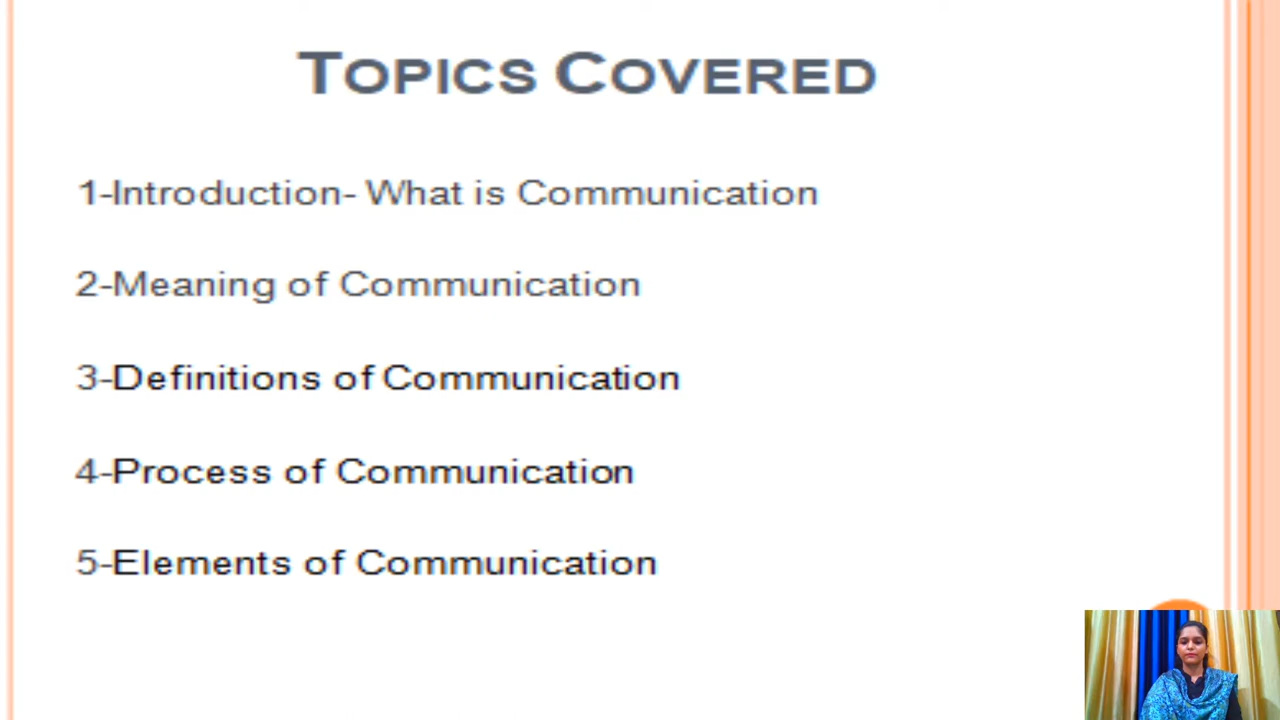 TOPICS COVERED
1-Introduction- What is Communication
2-Meaning of Communication
3-Definitions of Communication
4-Process of Communication
5-Elements of Communication